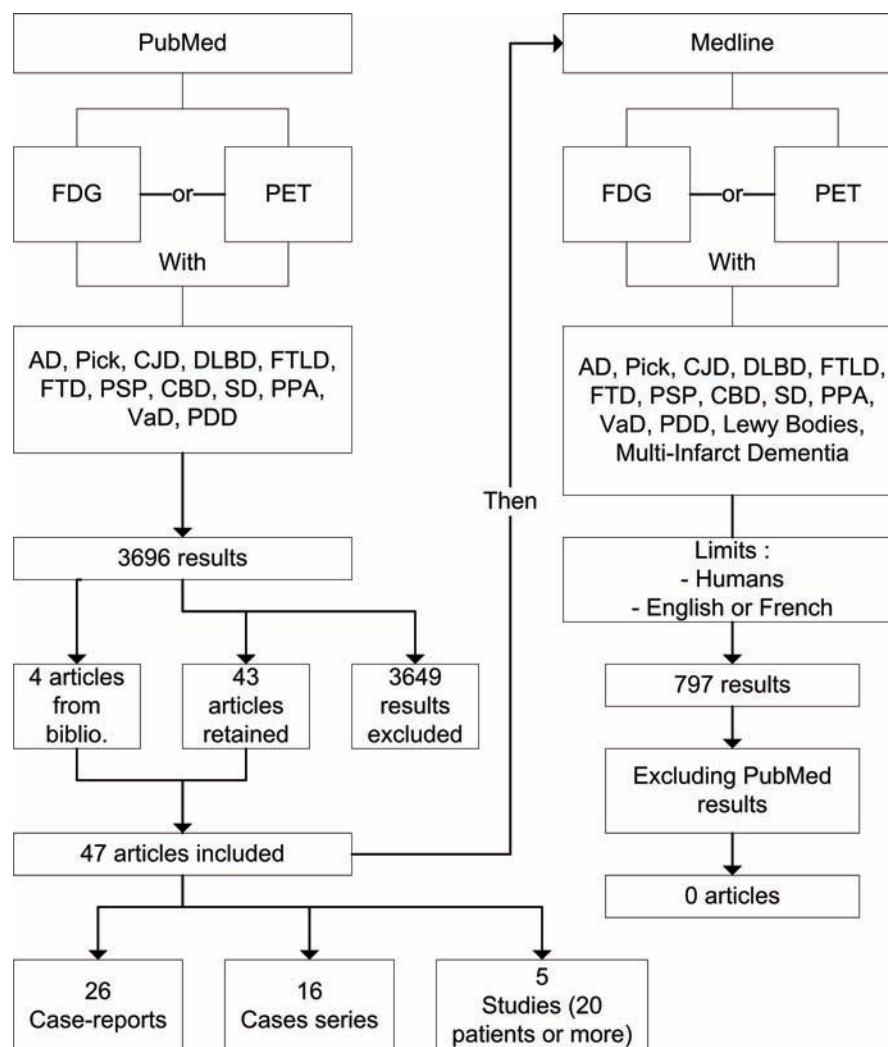 PubMed
FDG
or
PET
With
AD, Pick, CJD, DLBD, FTLD,
FTD, PSP, CBD, SD, PPA,
VaD, PDD
3696 results
4 articles
from
biblio.
43
articles
retained
3649
results
excluded
47 articles included
26
Case-reports
16
Cases series
5
Studies (20
patients or more)
Then
Medline
FDG
or
PET
With
AD, Pick, CJD, DLBD, FTLD,
FTD, PSP, CBD, SD, PPA,
VaD, PDD, Lewy Bodies,
Multi-Infarct Dementia
Limits :
- Humans
- English or French
797 results
Excluding PubMed
results
0 articles